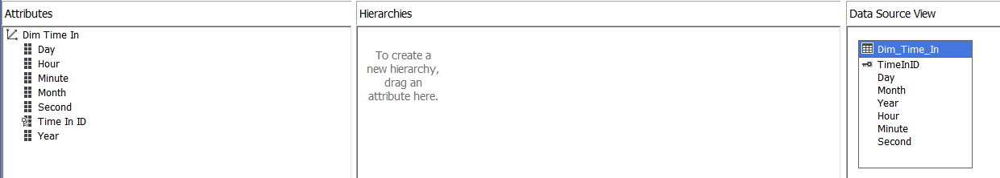 Attributes
Dim Time In
Day
Hour
Minute
Month
Second
Time In ID
Year
Hierarchies
To create a
new hierarchy,
drag an
attribute here.
Data Source View
Dim_Time_In
TimeInID
Day
Month
Year
Hour
Minute
Second